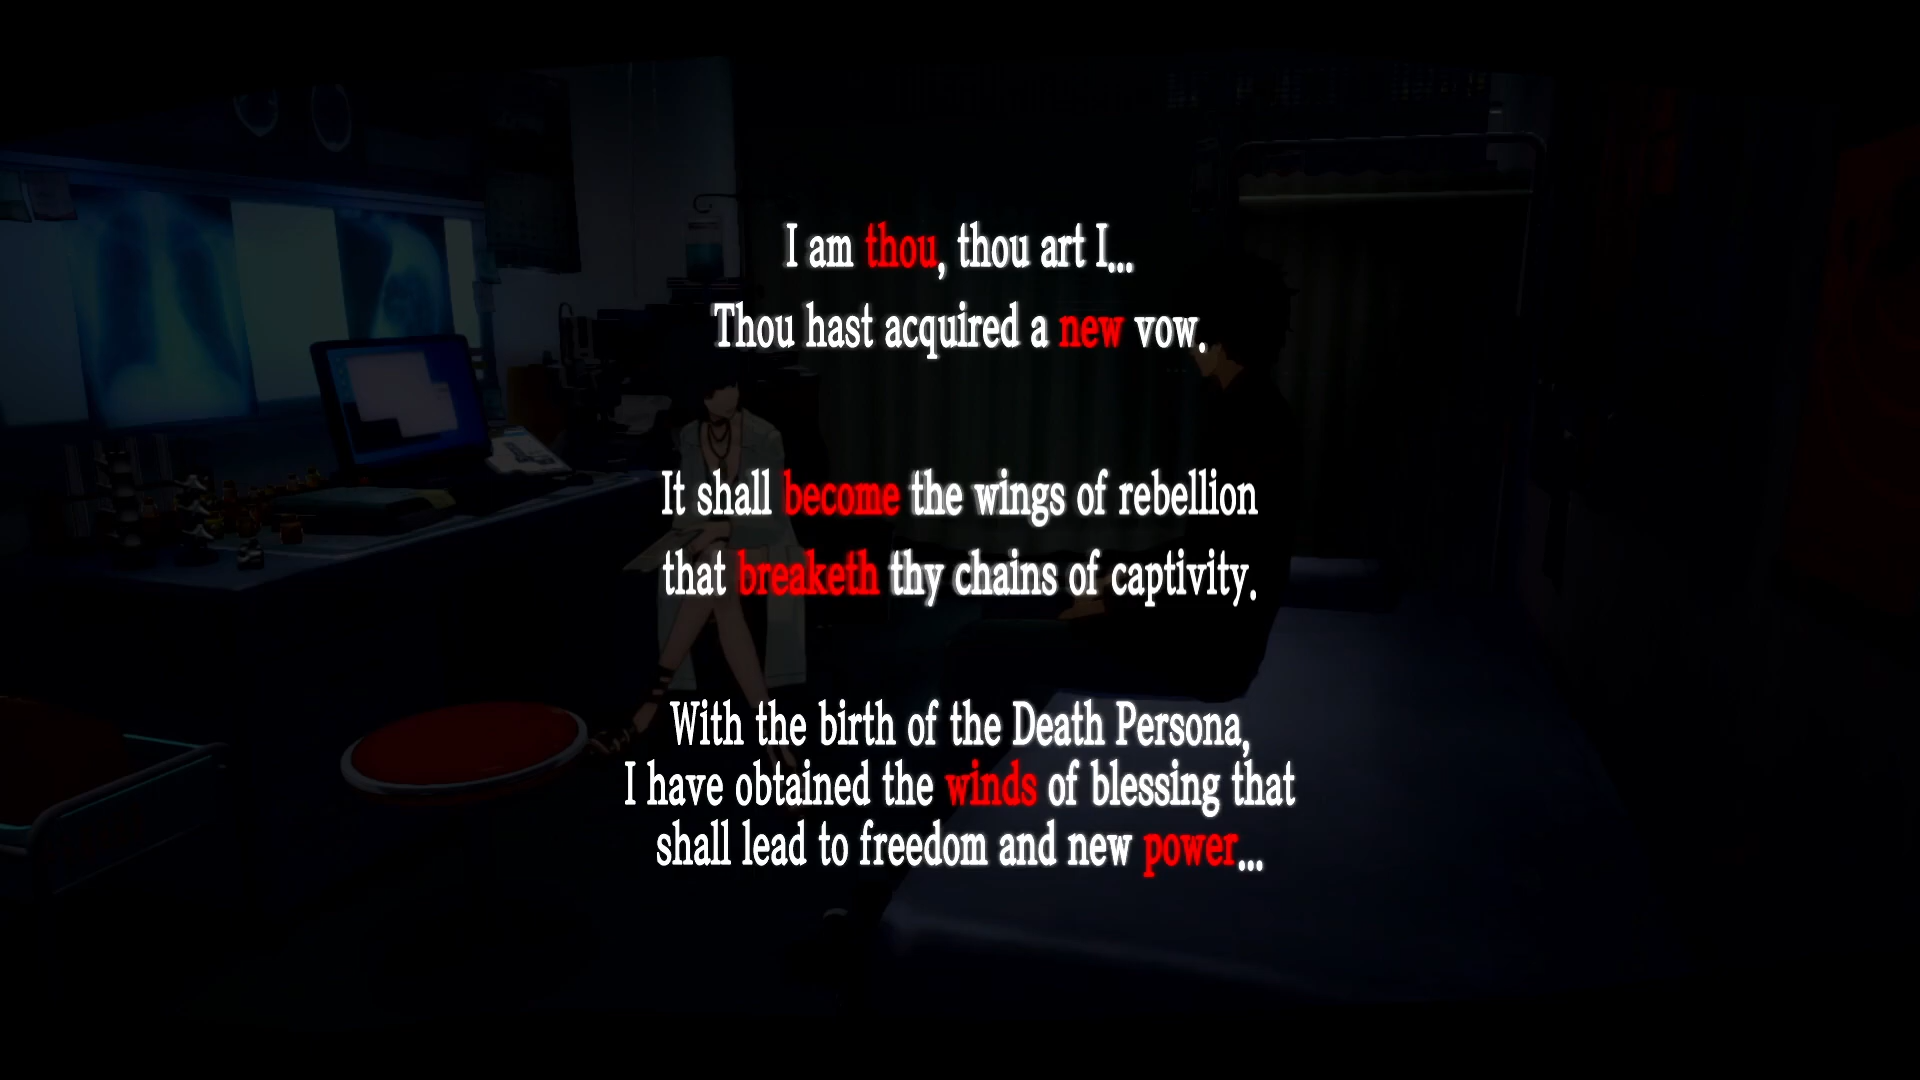 I am thou, thou art I...
Thou hast acquired a new vow.
It shall become the wings of rebellion
that breaketh thy chains of captivity.
With the birth of the Death Persona,
I have obtained the winds of blessing that
shall lead to freedom and new power...